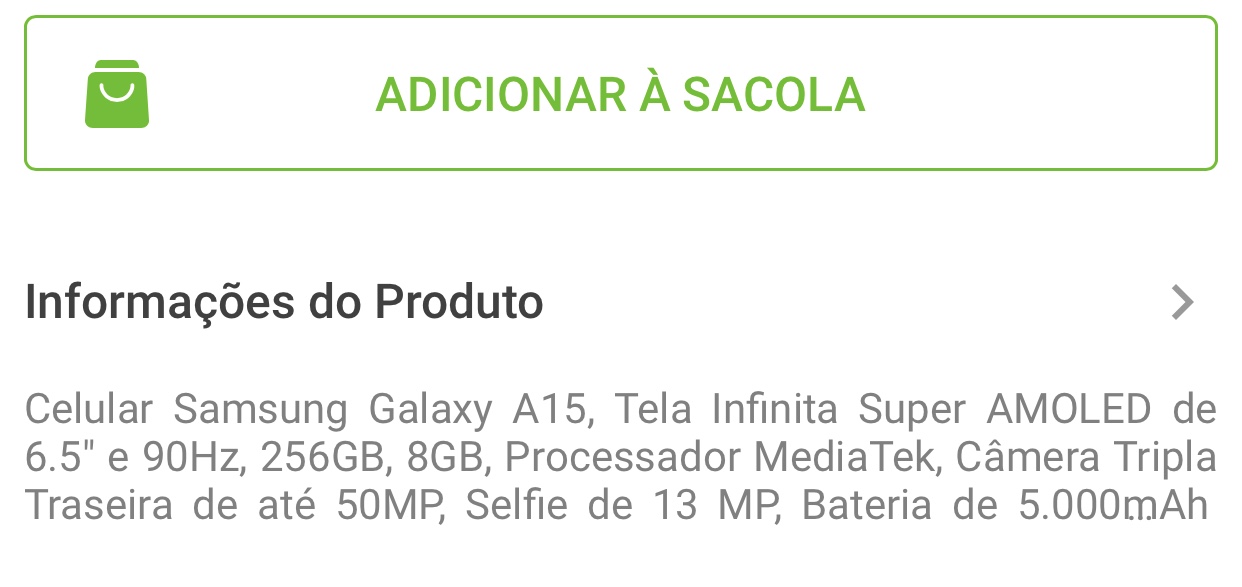 ADICIONAR À SACOLA
Informações do Produto
Celular Samsung Galaxy A15, Tela Infinita Super AMOLED de
6.5" e 90Hz, 256GB, 8GB, Processador MediaTek, Câmera Tripla
Traseira de até 50MP, Selfie de 13 MP, Bateria de 5.000mAh